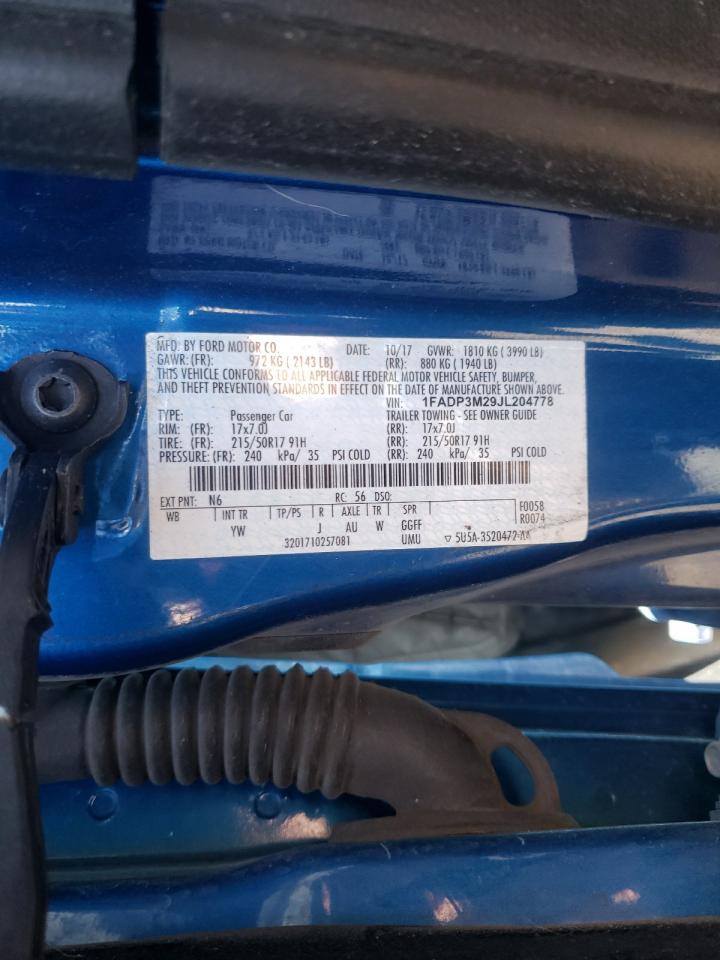 MFD. BY FORD MOTOR CO. DATE: 10/17 GVWR: 1810 KG ( 3990 LB)
GAWR: (FR): 972 KG ( 2143 LB) (RR): 880 KG ( 1940 LB)
THIS VEHICLE CONFORMS TO ALL APPLICABLE FEDERAL MOTOR VEHICLE SAFETY, BUMPER,
AND THEFT PREVENTION STANDARDS IN EFFECT ON THE DATE OF MANUFACTURE SHOWN ABOVE.
VIN: 1FADP3M29JL204778
TYPE: Passenger Car TRAILER TOWING - SEE OWNER GUIDE
RIM: (FR): 17x7.0J (RR): 17x7.0J
TIRE: (FR): 215/50R17 91H (RR): 215/50R17 91H
PRESSURE: (FR): 240 kPa/ 35 PSI COLD (RR): 240 kPa/ 35 PSI COLD
EXT PNT: N6 RC: 56 DSO:
WB INT TR TP/PS R AXLE TR SPR F0058
YW J AU W GGFF R0074
3201710257081 UMU ▽ 5U5A-3520472-AA